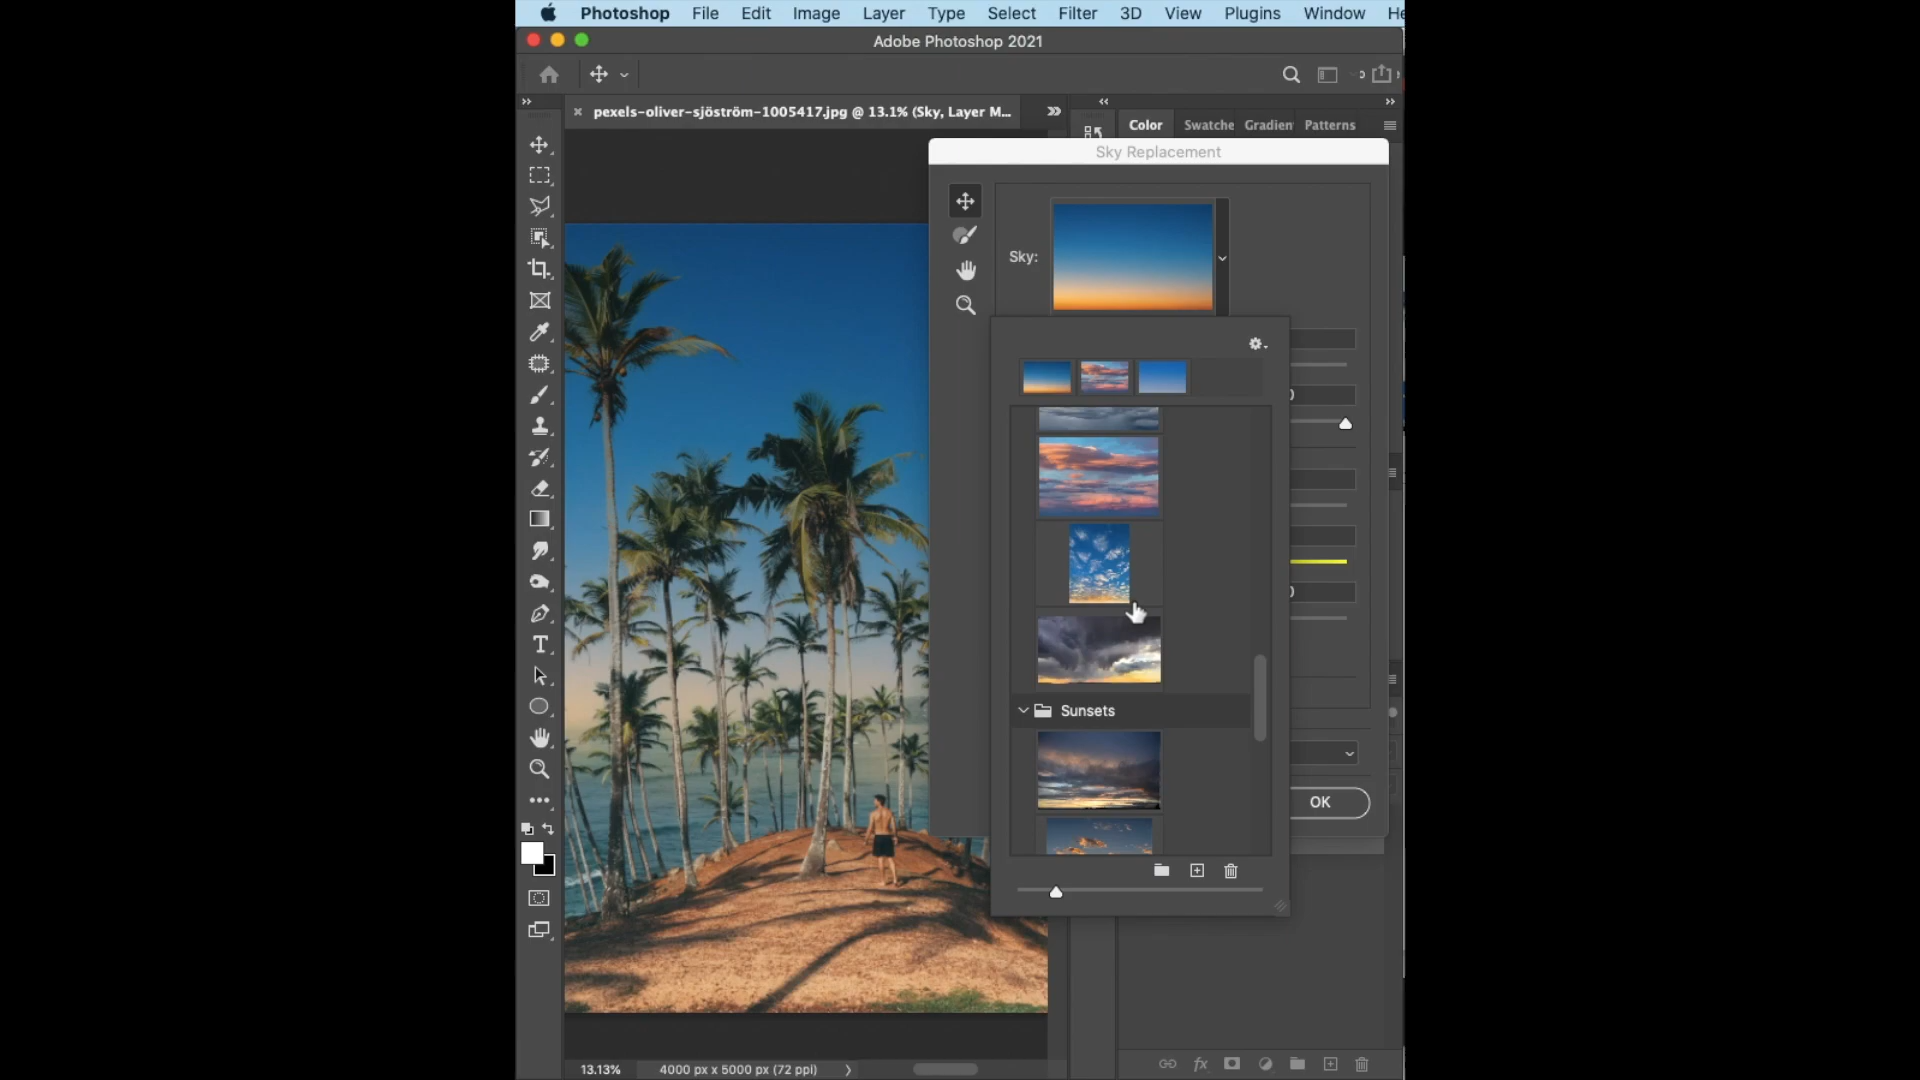 Photoshop File Edit Image Layer Type Select Filter 3D View Plugins Window He
Adobe Photoshop 2021
pexels-oliver-sjöström-1005417.jpg @ 13.1% (Sky, Layer M...
Color Swatche Gradien Patterns
Sky Replacement
Sky:
Sunsets
OK
fx
13.13% 4000 px x 5000 px (72 ppi)